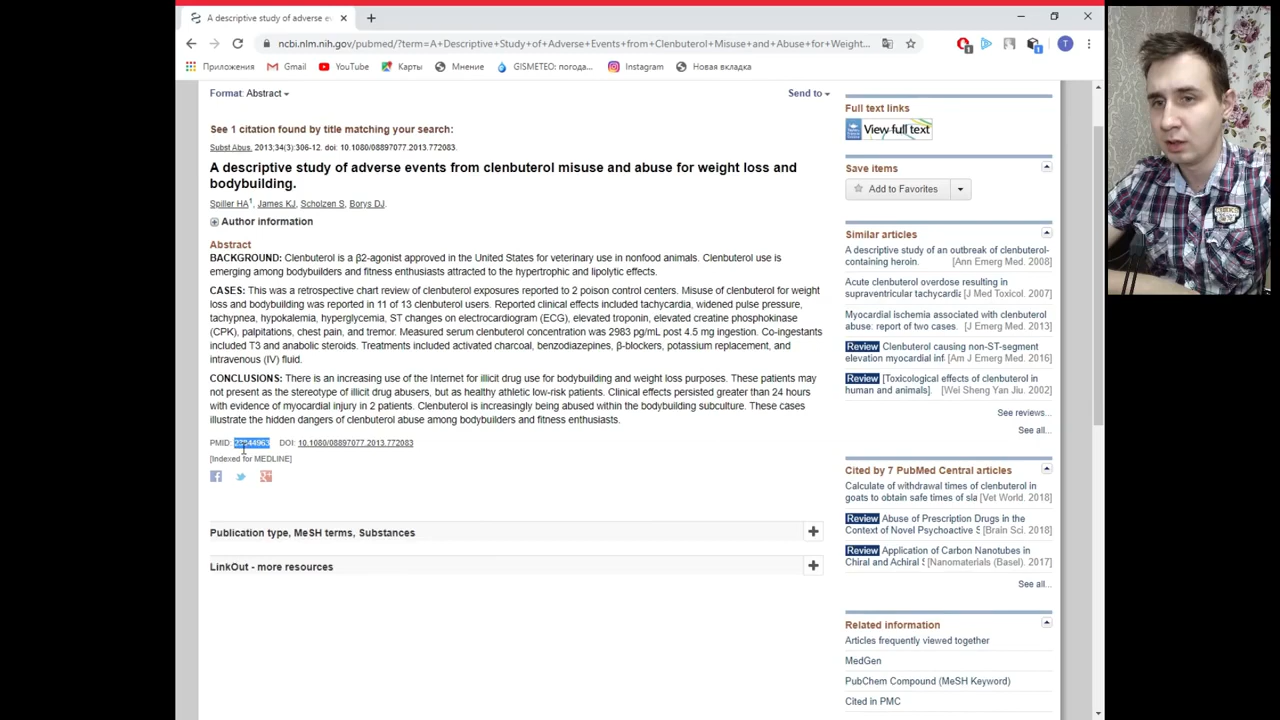 A descriptive study of adverse ev
ncbi.nlm.nih.gov/pubmed/?term=A+Descriptive+Study+of+Adverse+Events+from+Clenbuterol+Misuse+and+Abuse+for+Weight...
T
Приложения Gmail YouTube Карты Мнение GISMETEO: погода... Instagram Новая вкладка
Format: Abstract
Send to
See 1 citation found by title matching your search:
Subst Abus. 2013;34(3):306-12. doi: 10.1080/08897077.2013.772083.
A descriptive study of adverse events from clenbuterol misuse and abuse for weight loss and
bodybuilding.
Spiller HA1, James KJ, Scholzen S, Borys DJ.
Author information
Abstract
BACKGROUND: Clenbuterol is a β2-agonist approved in the United States for veterinary use in nonfood animals. Clenbuterol use is
emerging among bodybuilders and fitness enthusiasts attracted to the hypertrophic and lipolytic effects.
CASES: This was a retrospective chart review of clenbuterol exposures reported to 2 poison control centers. Misuse of clenbuterol for weight
loss and bodybuilding was reported in 11 of 13 clenbuterol users. Reported clinical effects included tachycardia, widened pulse pressure,
tachypnea, hypokalemia, hyperglycemia, ST changes on electrocardiogram (ECG), elevated troponin, elevated creatine phosphokinase
(CPK), palpitations, chest pain, and tremor. Measured serum clenbuterol concentration was 2983 pg/mL post 4.5 mg ingestion. Co-ingestants
included T3 and anabolic steroids. Treatments included activated charcoal, benzodiazepines, β-blockers, potassium replacement, and
intravenous (IV) fluid.
CONCLUSIONS: There is an increasing use of the Internet for illicit drug use for bodybuilding and weight loss purposes. These patients may
not present as the stereotype of illicit drug abusers, but as healthy athletic low-risk patients. Clinical effects persisted greater than 24 hours
with evidence of myocardial injury in 2 patients. Clenbuterol is increasingly being abused within the bodybuilding subculture. These cases
illustrate the hidden dangers of clenbuterol abuse among bodybuilders and fitness enthusiasts.
PMID: DOI: 10.1080/08897077.2013.772083
[Indexed for MEDLINE]
Publication type, MeSH terms, Substances
LinkOut - more resources
Full text links
View full text
Save items
Add to Favorites
Similar articles
A descriptive study of an outbreak of clenbuterol-
containing heroin. [Ann Emerg Med. 2008]
Acute clenbuterol overdose resulting in
supraventricular tachycardi [J Med Toxicol. 2007]
Myocardial ischemia associated with clenbuterol
abuse: report of two cases. [J Emerg Med. 2013]
Review Clenbuterol causing non-ST-segment
elevation myocardial inf. [Am J Emerg Med. 2016]
Review [Toxicological effects of clenbuterol in
human and animals]. [Wei Sheng Yan Jiu. 2002]
See reviews...
See all...
Cited by 7 PubMed Central articles
Calculate of withdrawal times of clenbuterol in
goats to obtain safe times of sla [Vet World. 2018]
Review Abuse of Prescription Drugs in the
Context of Novel Psychoactive S [Brain Sci. 2018]
Review Application of Carbon Nanotubes in
Chiral and Achiral S [Nanomaterials (Basel). 2017]
See all...
Related information
Articles frequently viewed together
MedGen
PubChem Compound (MeSH Keyword)
Cited in PMC